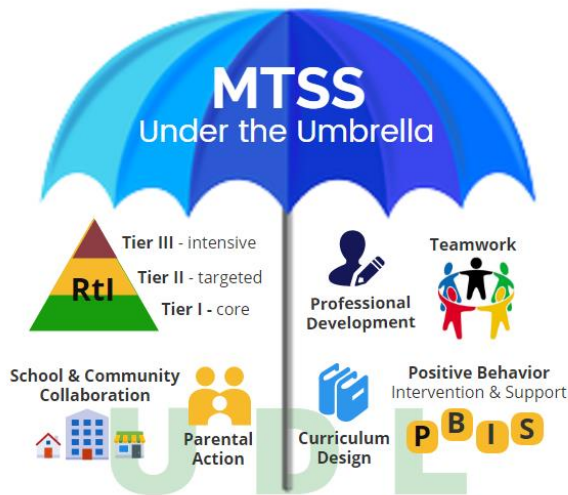 MTSS
Under the Umbrella
Tier III - intensive
Tier II - targeted
Tier I - core
RtI
Professional
Development
Teamwork
School & Community
Collaboration
Parental
Action
Curriculum
Design
Positive Behavior
Intervention & Support
P B I S
UDL